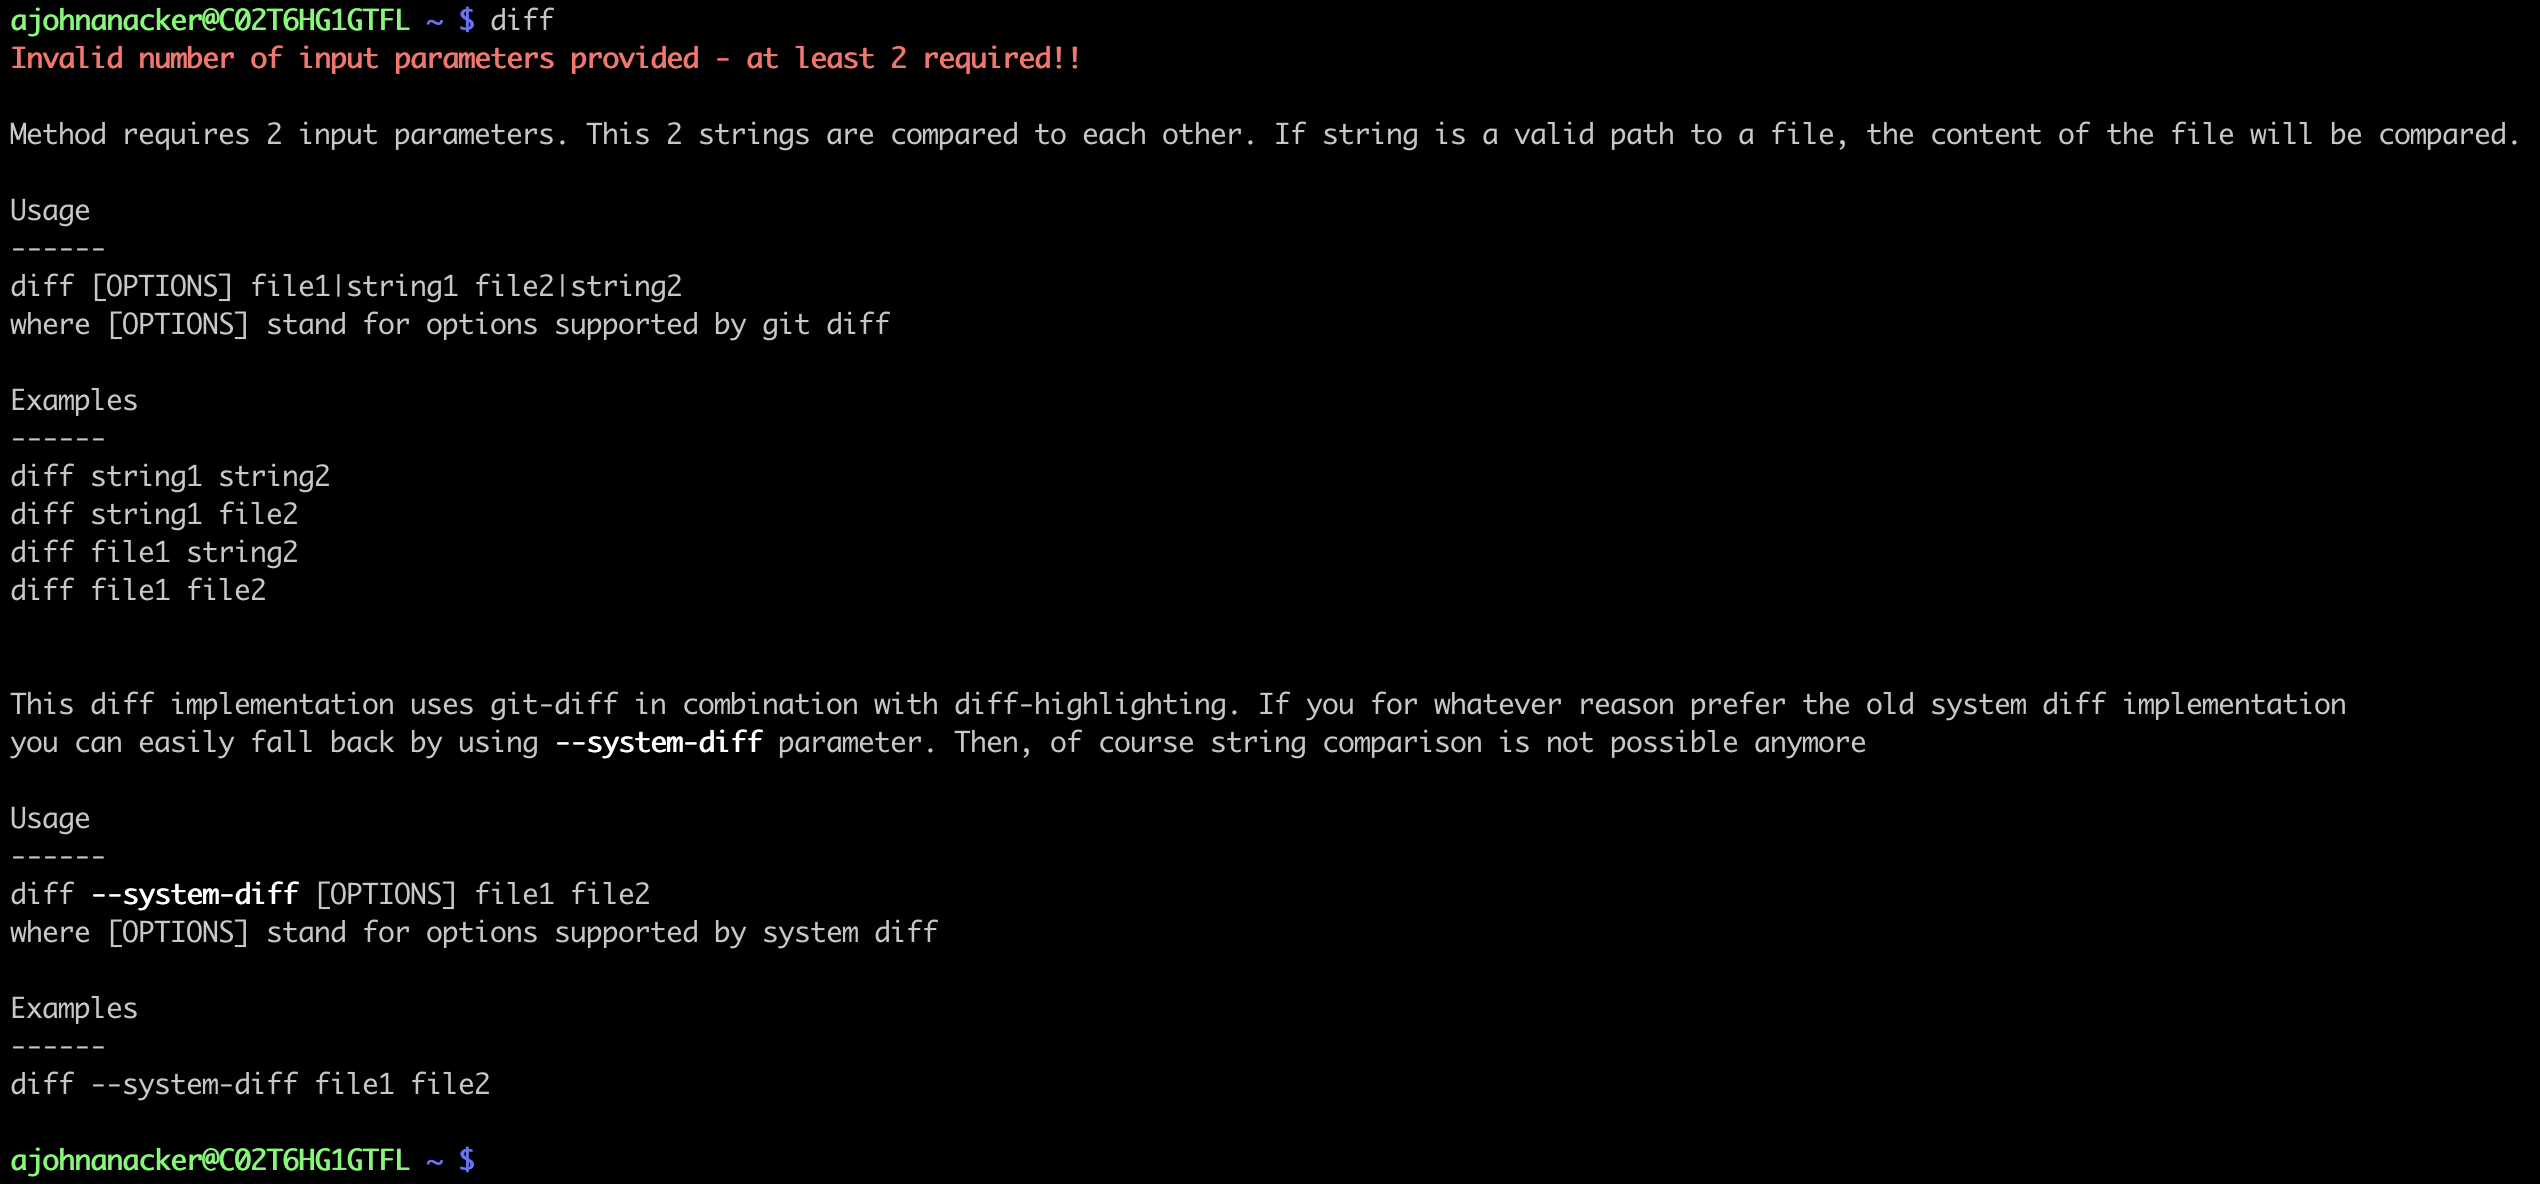 ajohnanacker@C02T6HG1GTFL ~ $ diff
Invalid number of input parameters provided - at least 2 required!!
Method requires 2 input parameters. This 2 strings are compared to each other. If string is a valid path to a file, the content of the file will be compared.
Usage
------
diff [OPTIONS] file1|string1 file2|string2
where [OPTIONS] stand for options supported by git diff
Examples
------
diff string1 string2
diff string1 file2
diff file1 string2
diff file1 file2
This diff implementation uses git-diff in combination with diff-highlighting. If you for whatever reason prefer the old system diff implementation
you can easily fall back by using --system-diff parameter. Then, of course string comparison is not possible anymore
Usage
------
diff --system-diff [OPTIONS] file1 file2
where [OPTIONS] stand for options supported by system diff
Examples
------
diff --system-diff file1 file2
ajohnanacker@C02T6HG1GTFL ~ $